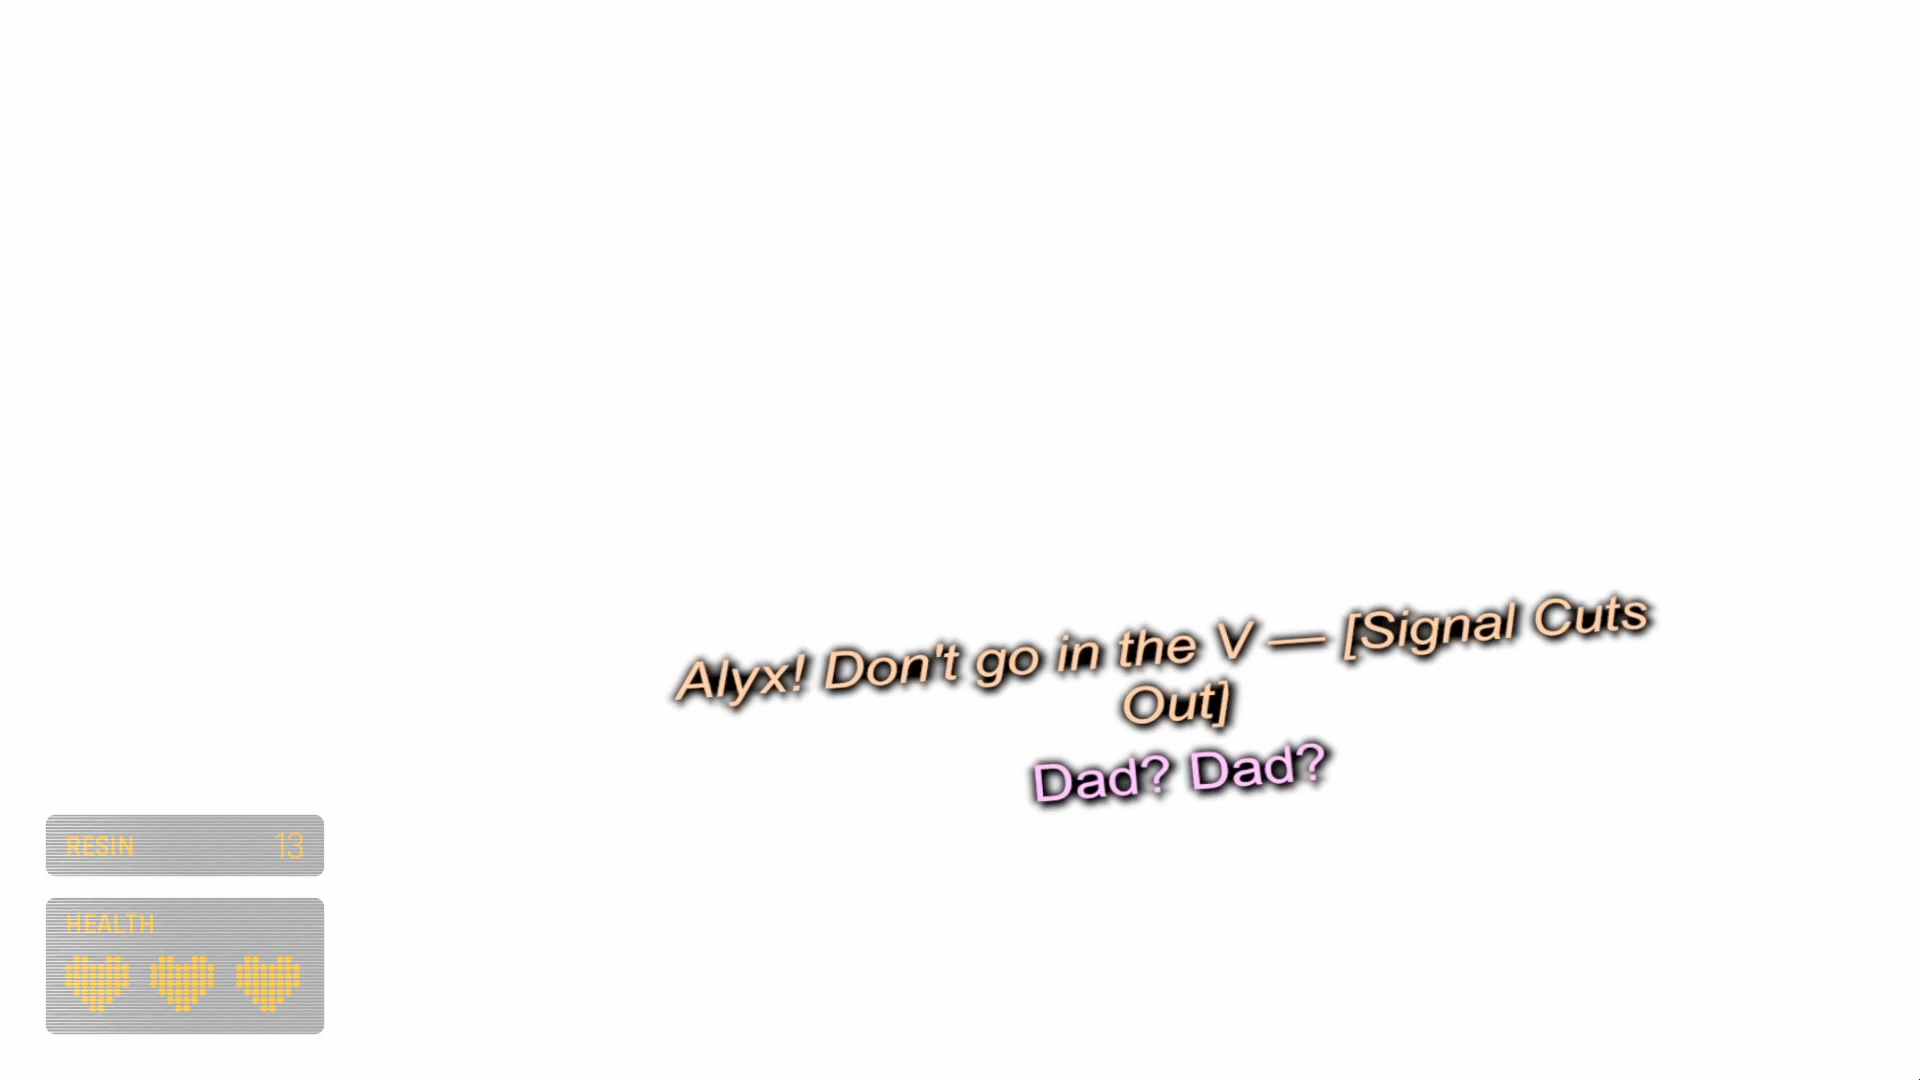 Alyx! Don't go in the V — [Signal Cuts
Out]
Dad? Dad?
RESIN 13
HEALTH